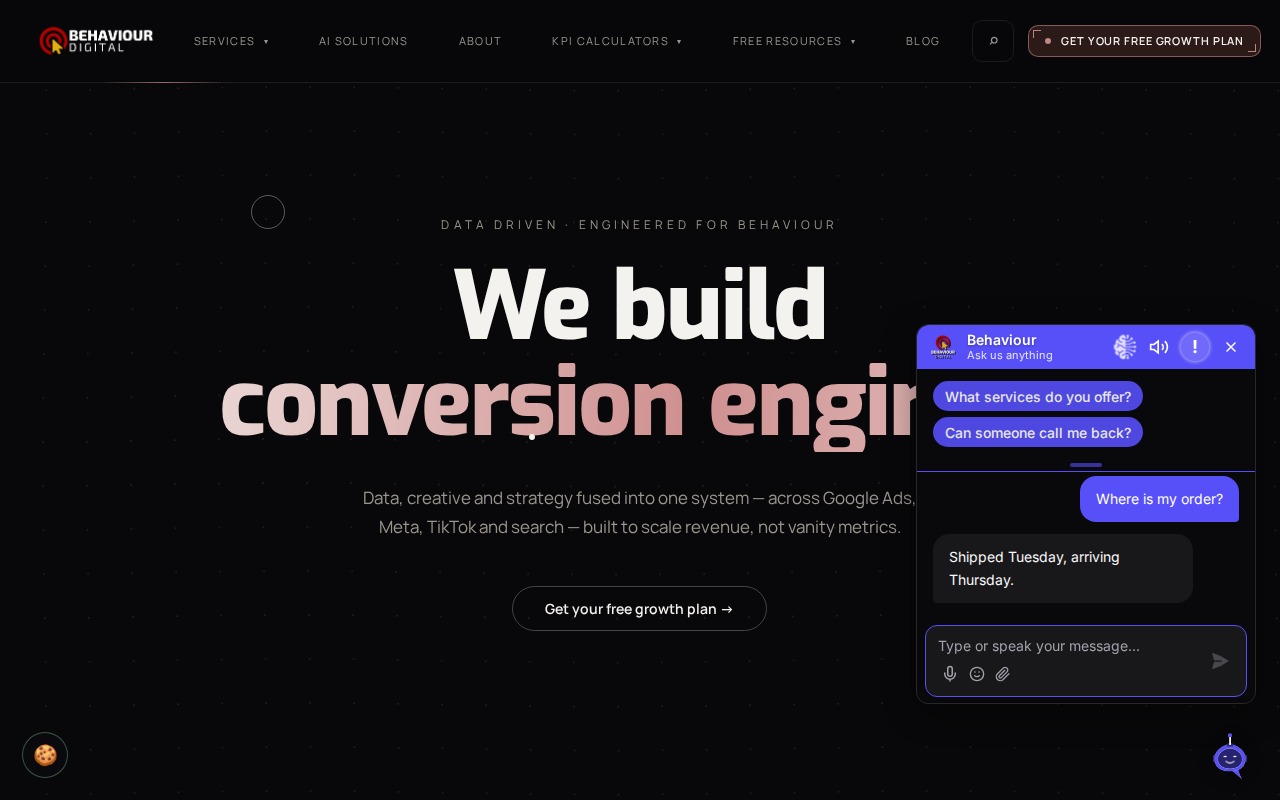 BEHAVIOUR
DIGITAL
SERVICES ▾
AI SOLUTIONS
ABOUT
KPI CALCULATORS ▾
FREE RESOURCES ▾
BLOG
GET YOUR FREE GROWTH PLAN
DATA DRIVEN · ENGINEERED FOR BEHAVIOUR
We build
conversion engin
Data, creative and strategy fused into one system — across Google Ads,
Meta, TikTok and search — built to scale revenue, not vanity metrics.
Get your free growth plan →
Behaviour
Ask us anything
What services do you offer?
Can someone call me back?
Where is my order?
Shipped Tuesday, arriving
Thursday.
Type or speak your message...